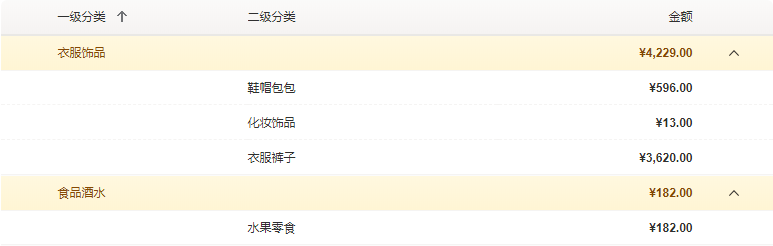 一级分类 ↑ 二级分类 金额
衣服饰品 ¥4,229.00
鞋帽包包 ¥596.00
化妆饰品 ¥13.00
衣服裤子 ¥3,620.00
食品酒水 ¥182.00
水果零食 ¥182.00